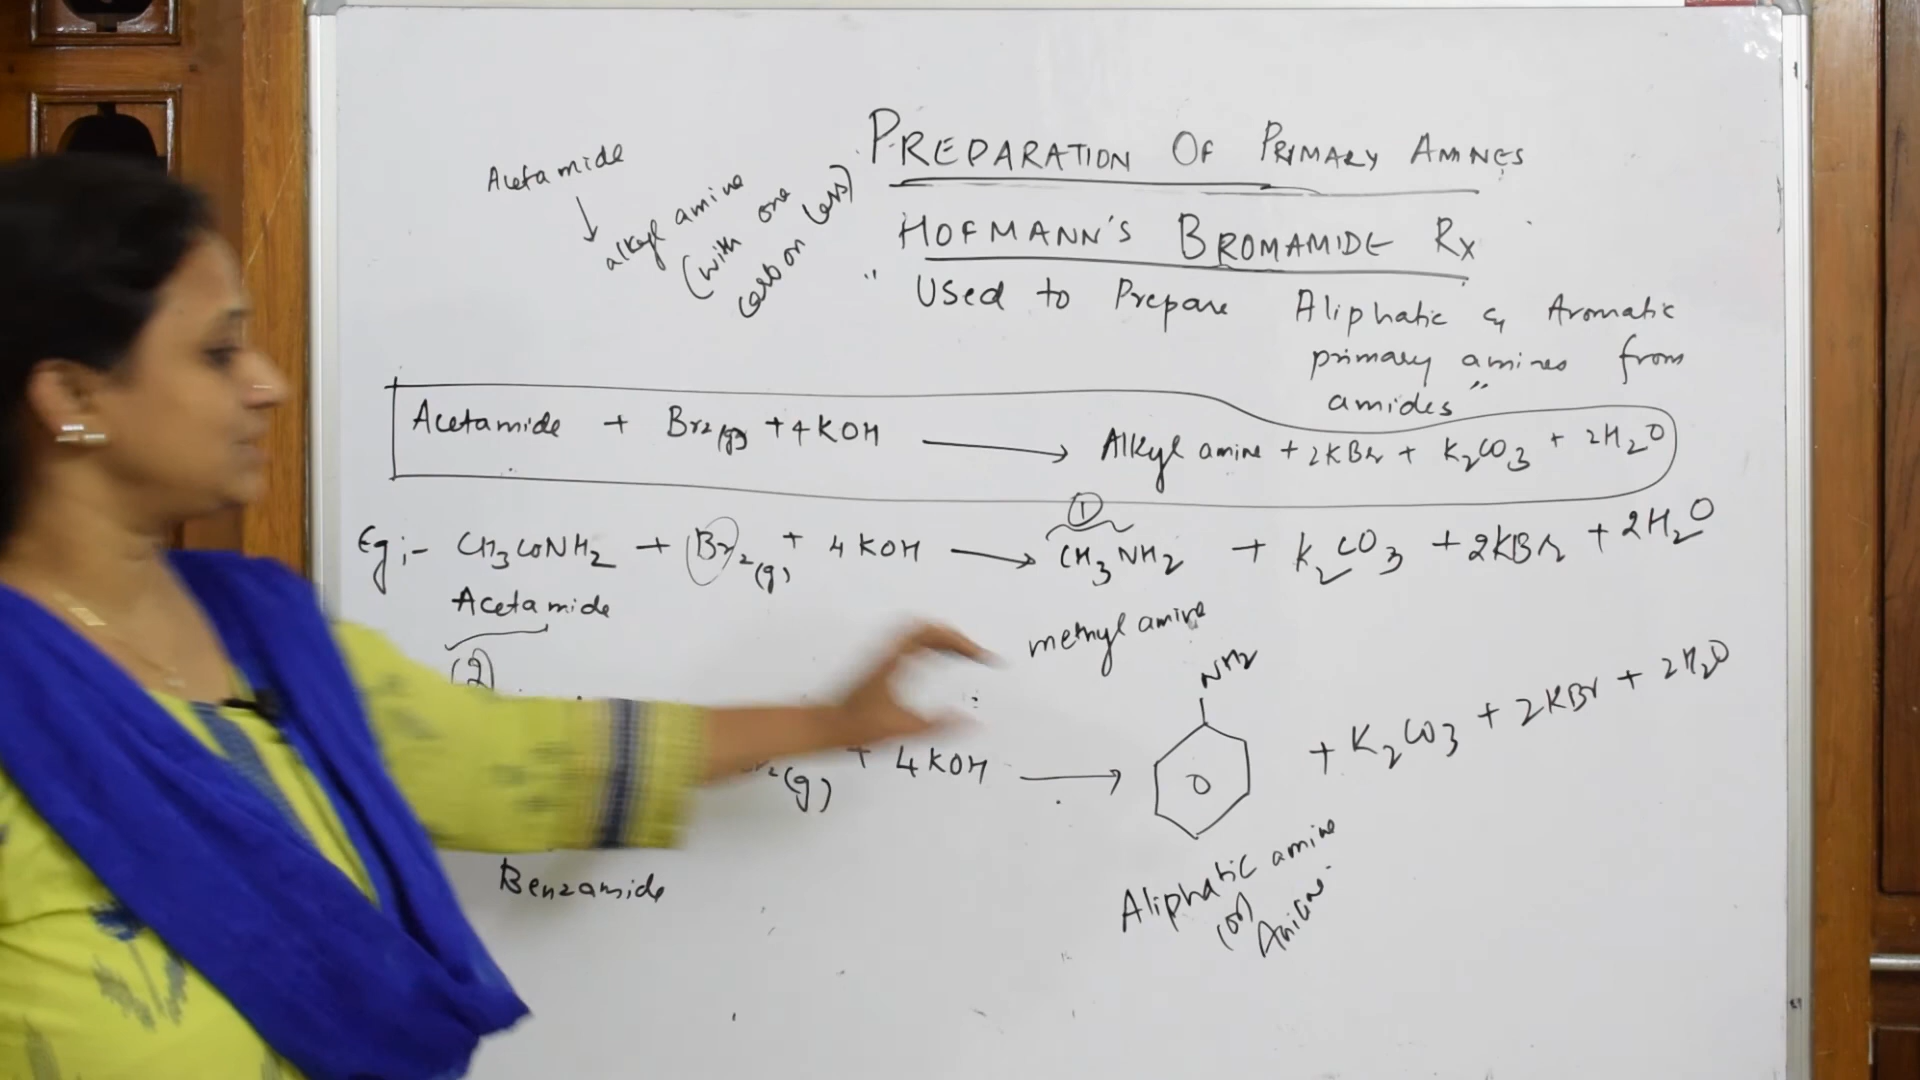 PREPARATION OF PRIMARY AMINES
HOFMANN'S BROMAMIDE Rx
"Used to Prepare Aliphatic & Aromatic
primary amines from
amides"
Acetamide
↓
alkyl amine
(with one
carbon less)
Acetamide + Br2(g) + 4KOH ⟶ Alkyl amine + 2KBr + K2CO3 + 2H2O
①
Eg:- CH3CONH2 + Br2(g) + 4KOH ⟶ CH3NH2 + K2CO3 + 2KBr + 2H2O
Acetamide
methyl amine
(2)
NH2
(g) + 4KOH ⟶ + K2CO3 + 2KBr + 2H2O
Benzamide
Aliphatic amine
(or)